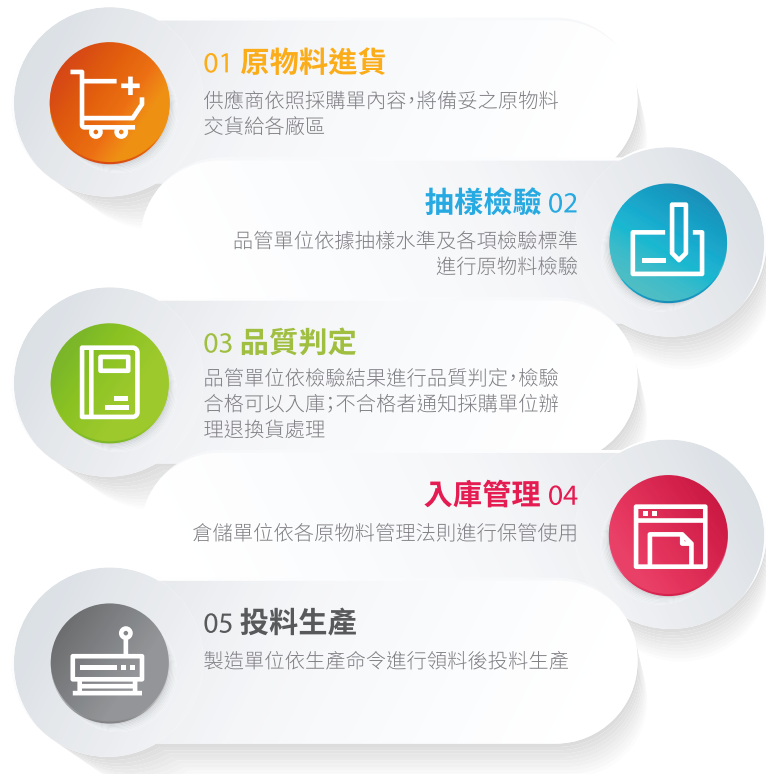 01 原物料進貨
供應商依照採購單內容，將備妥之原物料
交貨給各廠區
抽樣檢驗 02
品管單位依據抽樣水準及各項檢驗標準
進行原物料檢驗
03 品質判定
品管單位依檢驗結果進行品質判定，檢驗
合格可以入庫；不合格者通知採購單位辦
理退換貨處理
入庫管理 04
倉儲單位依各原物料管理法則進行保管使用
05 投料生產
製造單位依生產命令進行領料後投料生產